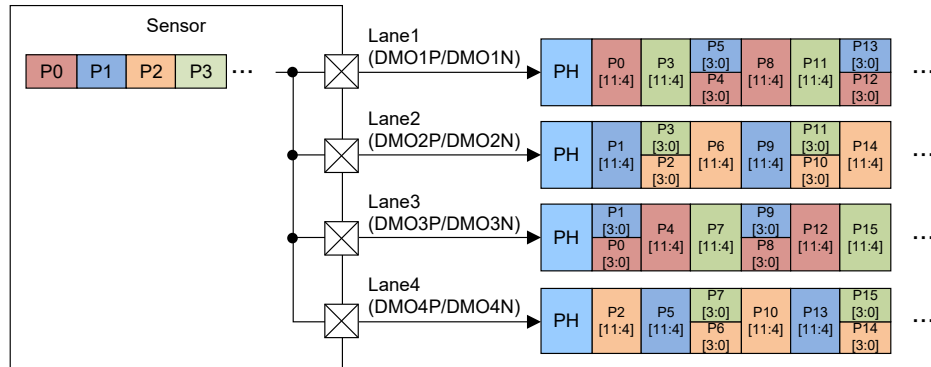 Sensor
P0 P1 P2 P3 ...
Lane1
(DMO1P/DMO1N)
PH
P0
[11:4]
P3
[11:4]
P5
[3:0]
P4
[3:0]
P8
[11:4]
P11
[11:4]
P13
[3:0]
P12
[3:0]
...
Lane2
(DMO2P/DMO2N)
PH
P1
[11:4]
P3
[3:0]
P2
[3:0]
P6
[11:4]
P9
[11:4]
P11
[3:0]
P10
[3:0]
P14
[11:4]
...
Lane3
(DMO3P/DMO3N)
PH
P1
[3:0]
P0
[3:0]
P4
[11:4]
P7
[11:4]
P9
[3:0]
P8
[3:0]
P12
[11:4]
P15
[11:4]
...
Lane4
(DMO4P/DMO4N)
PH
P2
[11:4]
P5
[11:4]
P7
[3:0]
P6
[3:0]
P10
[11:4]
P13
[11:4]
P15
[3:0]
P14
[3:0]
...